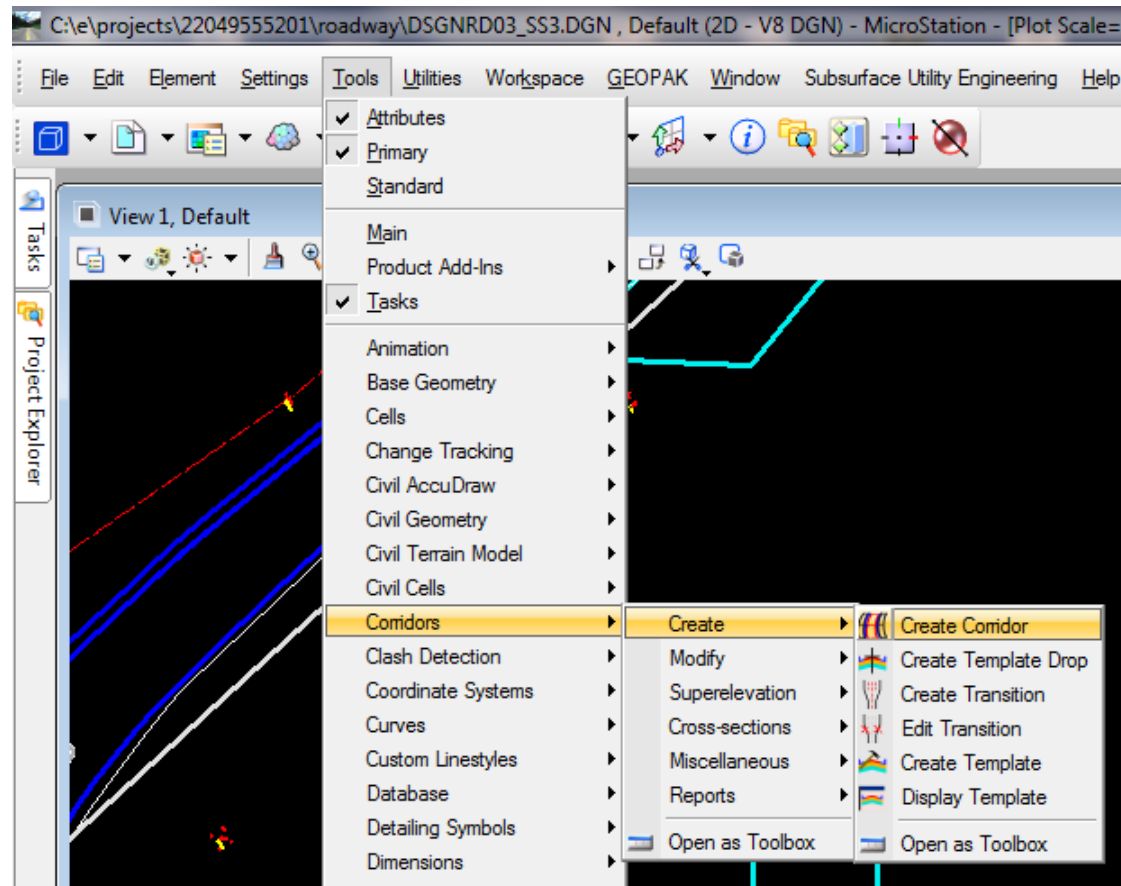 C:\e\projects\22049555201\roadway\DSGNRD03_SS3.DGN , Default (2D - V8 DGN) - MicroStation - [Plot Scale=
File Edit Element Settings Tools Utilities Workspace GEOPAK Window Subsurface Utility Engineering Help
View 1, Default
Tasks
Project Explorer
Attributes
Primary
Standard
Main
Product Add-Ins
Tasks
Animation
Base Geometry
Cells
Change Tracking
Civil AccuDraw
Civil Geometry
Civil Terrain Model
Civil Cells
Corridors
Clash Detection
Coordinate Systems
Curves
Custom Linestyles
Database
Detailing Symbols
Dimensions
Create
Modify
Superelevation
Cross-sections
Miscellaneous
Reports
Open as Toolbox
Create Corridor
Create Template Drop
Create Transition
Edit Transition
Create Template
Display Template
Open as Toolbox